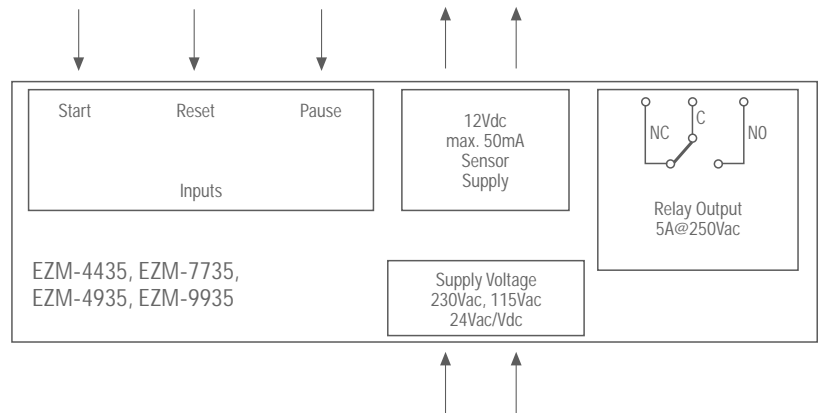 Start
Reset
Pause
Inputs
12Vdc
max. 50mA
Sensor
Supply
NC
C
NO
Relay Output
5A@250Vac
EZM-4435, EZM-7735,
EZM-4935, EZM-9935
Supply Voltage
230Vac, 115Vac
24Vac/Vdc